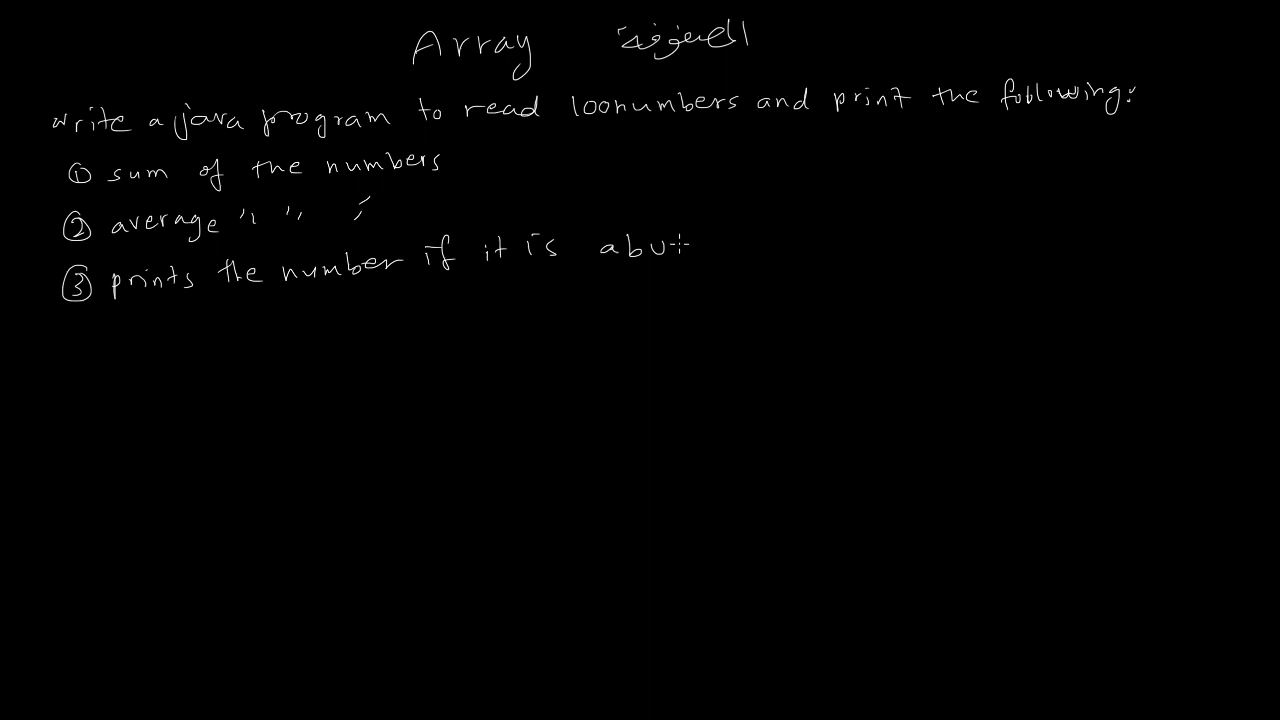 Array المصفوفة
write a java program to read 100numbers and print the following:
① sum of the numbers
② average " " "
③ prints the number if it is abut